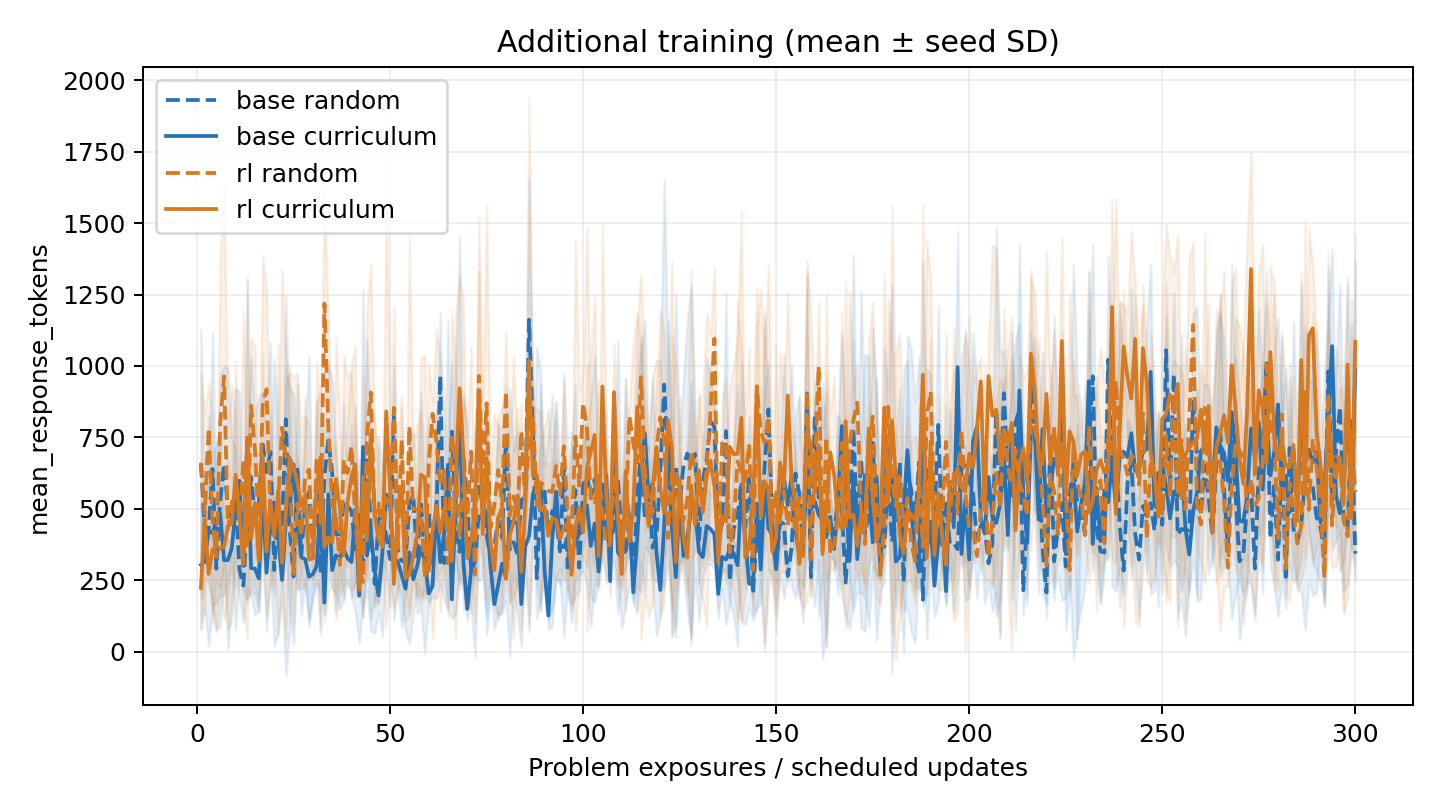 Additional training (mean ± seed SD)
2000
1750
1500
1250
1000
750
500
250
0
mean_response_tokens
base random
base curriculum
rl random
rl curriculum
0
50
100
150
200
250
300
Problem exposures / scheduled updates